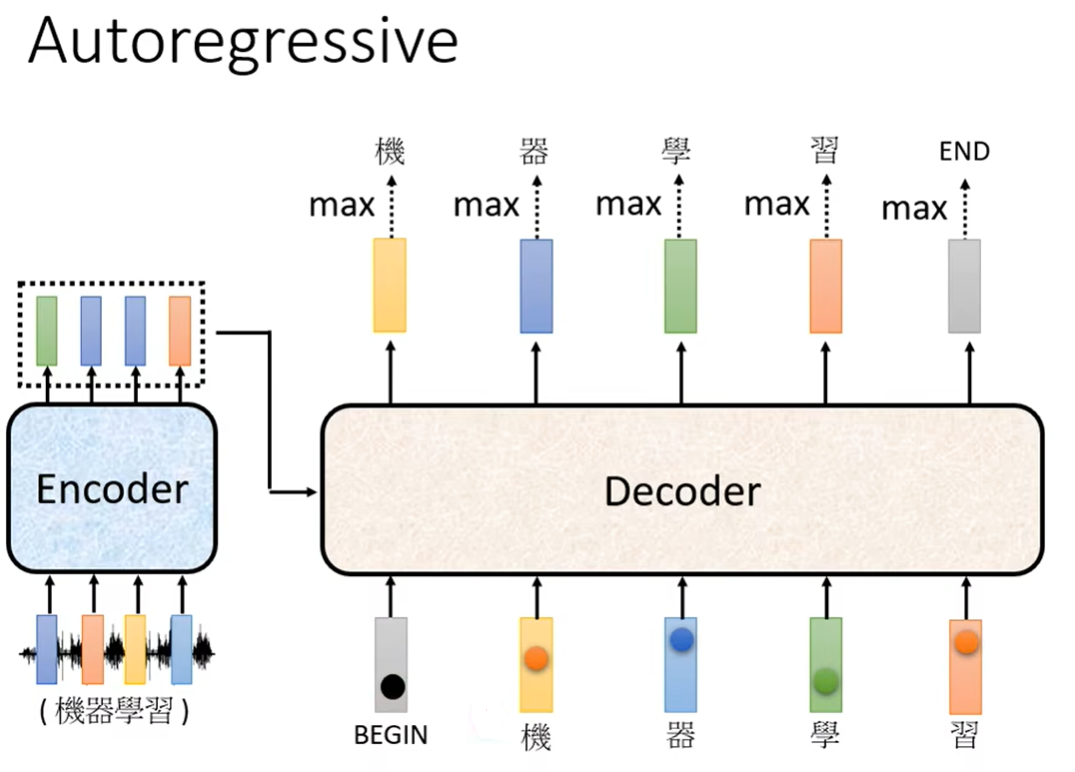 Autoregressive
機 器 學 習 END
max max max max max
Encoder
Decoder
(機器學習)
BEGIN 機 器 學 習